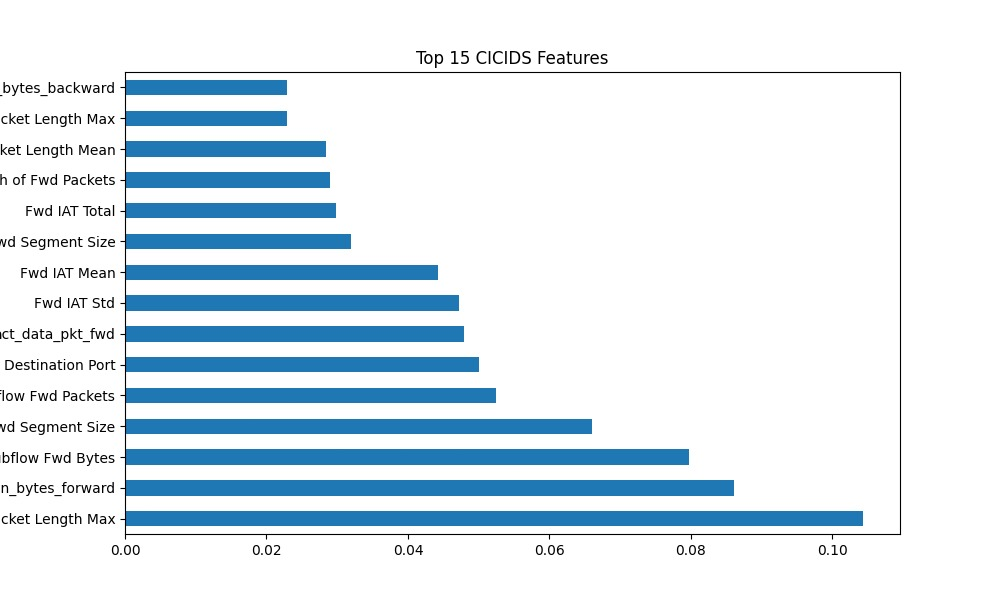 Top 15 CICIDS Features
_bytes_backward
cket Length Max
ket Length Mean
h of Fwd Packets
Fwd IAT Total
wd Segment Size
Fwd IAT Mean
Fwd IAT Std
act_data_pkt_fwd
Destination Port
flow Fwd Packets
wd Segment Size
bflow Fwd Bytes
n_bytes_forward
cket Length Max
0.00 0.02 0.04 0.06 0.08 0.10